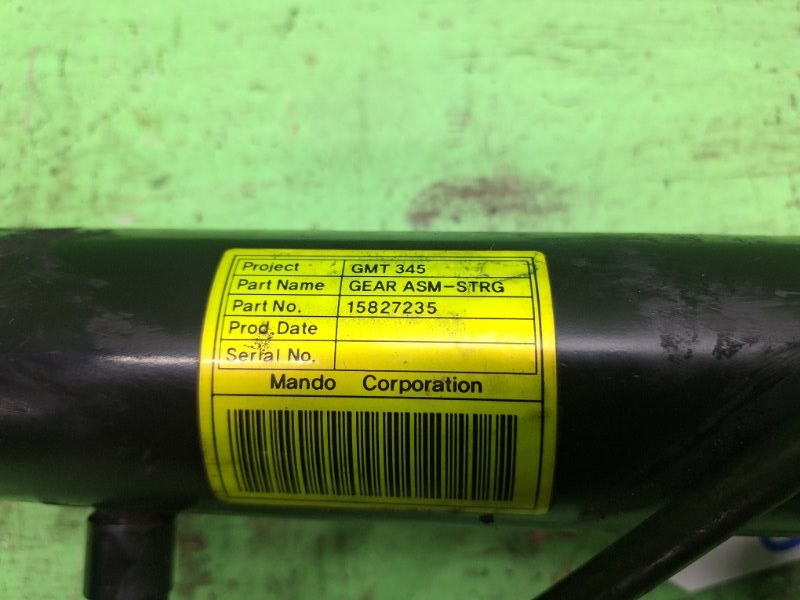 Project GMT 345
Part Name GEAR ASM-STRG
Part No. 15827235
Prod. Date
Serial No.
Mando Corporation